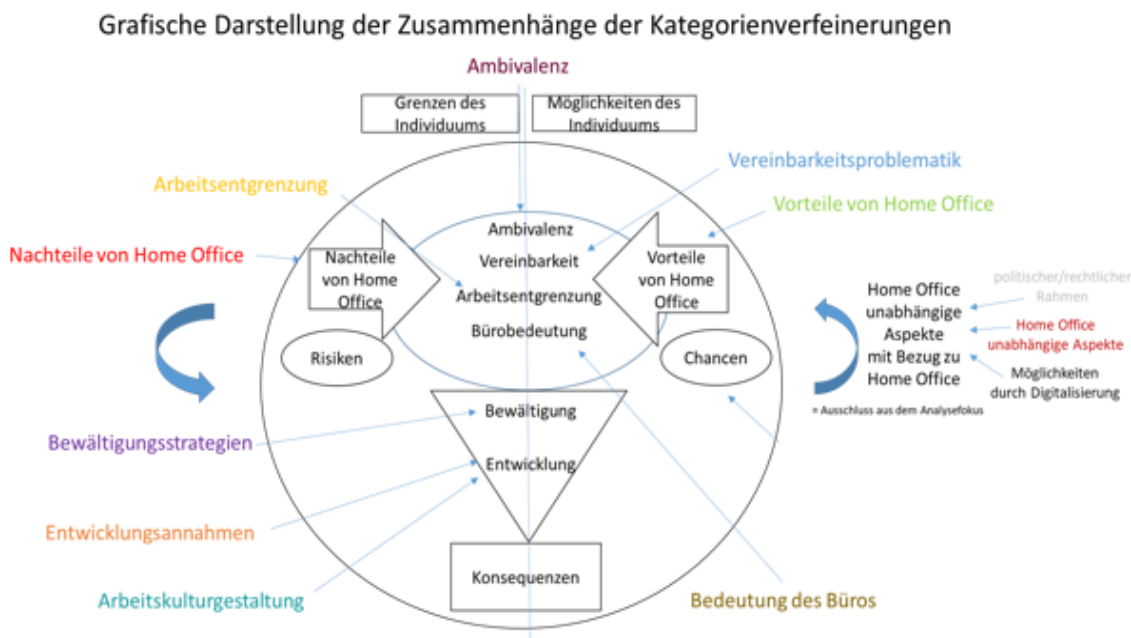 Grafische Darstellung der Zusammenhänge der Kategorienverfeinerungen
Ambivalenz
Grenzen des
Individuums
Möglichkeiten des
Individuums
Vereinbarkeitsproblematik
Arbeitsentgrenzung
Vorteile von Home Office
Nachteile von Home Office
Nachteile
von Home
Office
Ambivalenz
Vereinbarkeit
Arbeitsentgrenzung
Bürobedeutung
Vorteile
von Home
Office
Risiken
Chancen
Home Office
unabhängige
Aspekte
mit Bezug zu
Home Office
politischer/rechtlicher
Rahmen
Home Office
unabhängige Aspekte
Möglichkeiten
durch Digitalisierung
= Ausschluss aus dem Analysefokus
Bewältigung
Entwicklung
Bewältigungsstrategien
Entwicklungsannahmen
Arbeitskulturgestaltung
Konsequenzen
Bedeutung des Büros